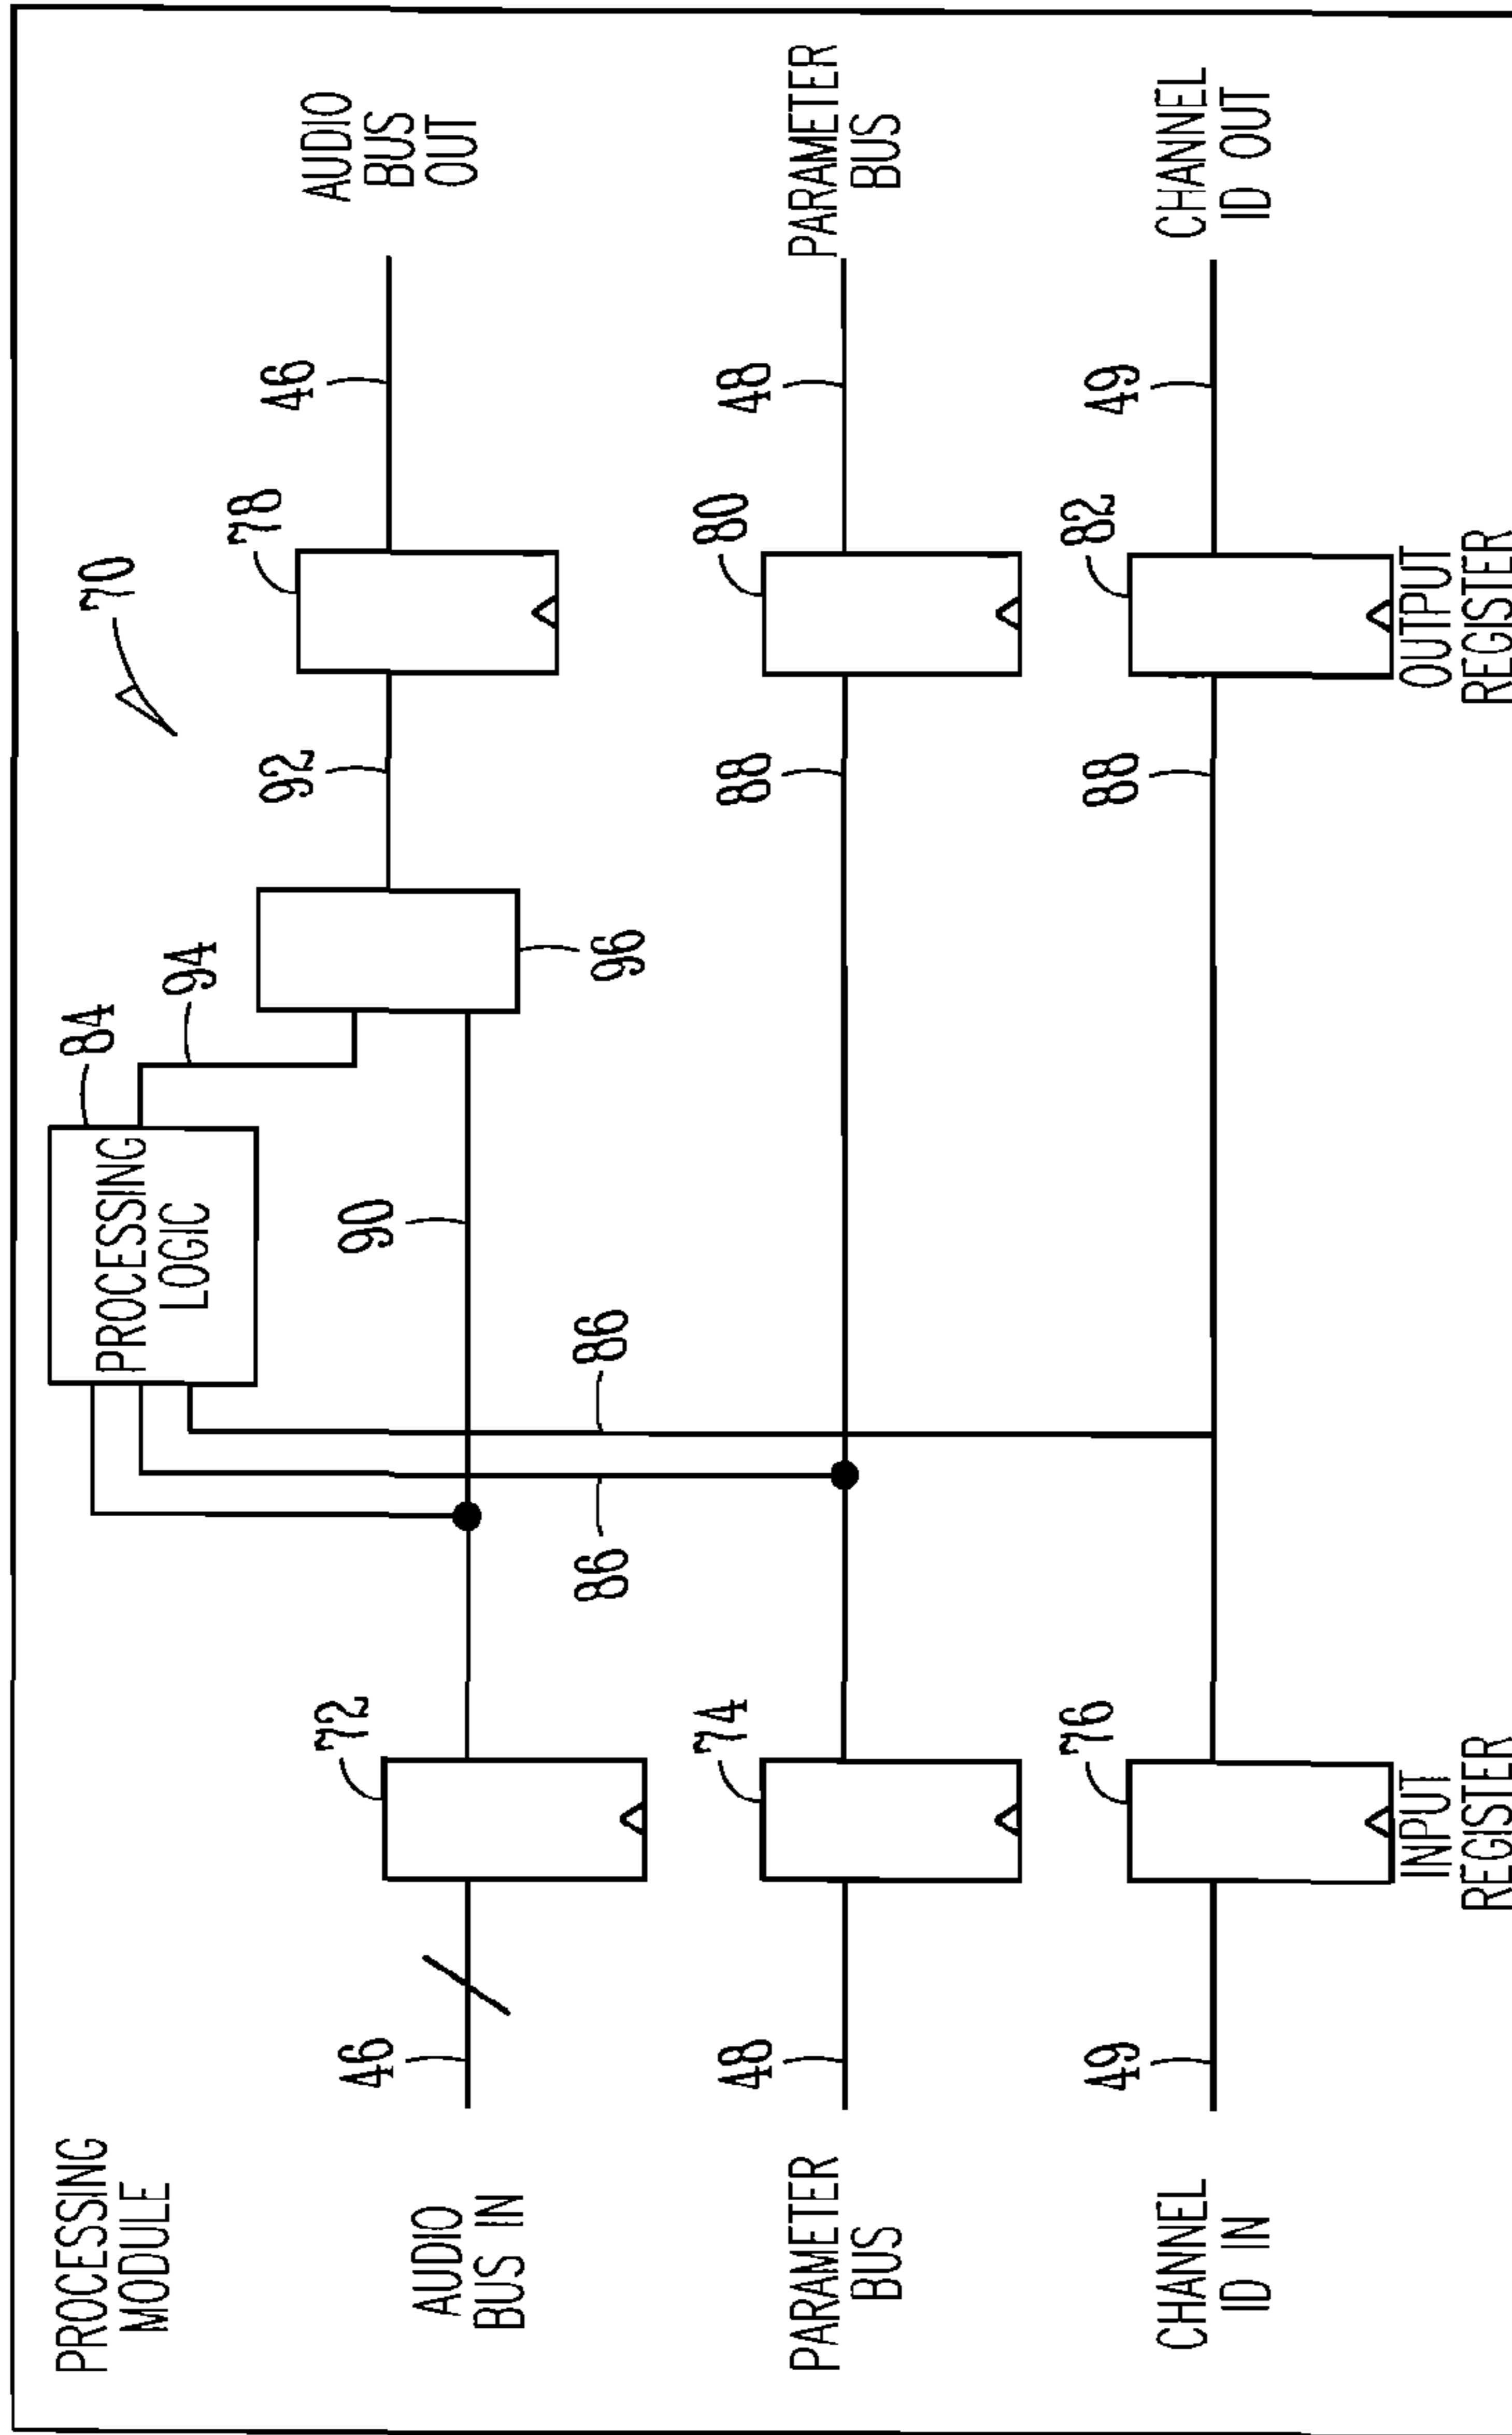 PROCESSING
MODULE
70
84
94
PROCESSING
LOGIC
AUDIO
BUS IN
46
72
90
96
92
78
46
AUDIO
BUS
OUT
86
86
PARAMETER
BUS
48
74
88
80
48
PARAMETER
BUS
CHANNEL
ID IN
49
76
88
82
49
CHANNEL
ID OUT
INPUT
REGISTER
OUTPUT
REGISTER